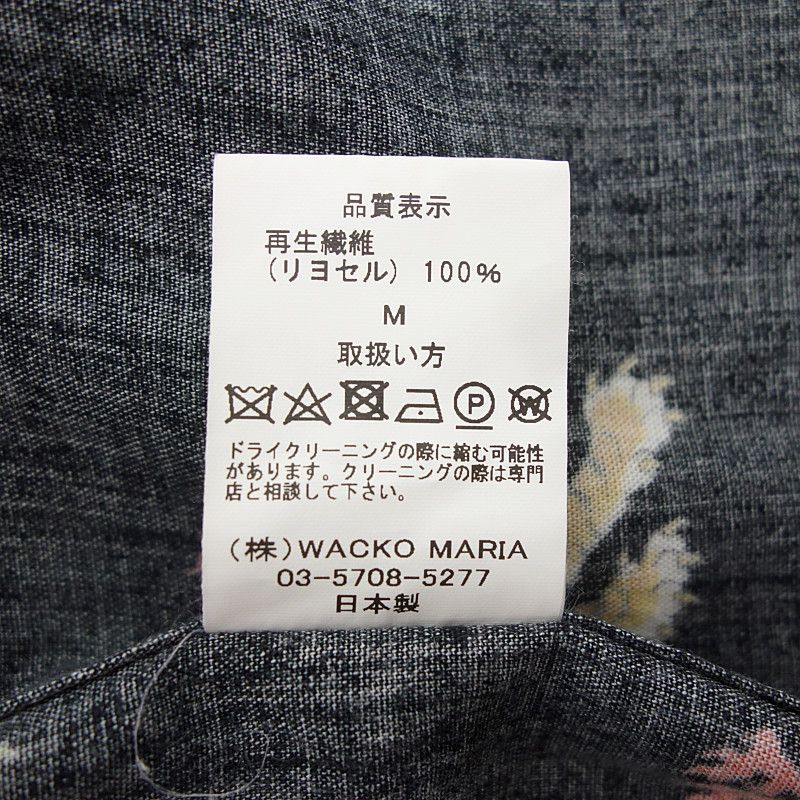 品質表示
再生繊維
(リヨセル) 100%
M
取扱い方
P W
ドライクリーニングの際に縮む可能性
があります。クリーニングの際は専門
店と相談して下さい。
(株)WACKO MARIA
03-5708-5277
日本製